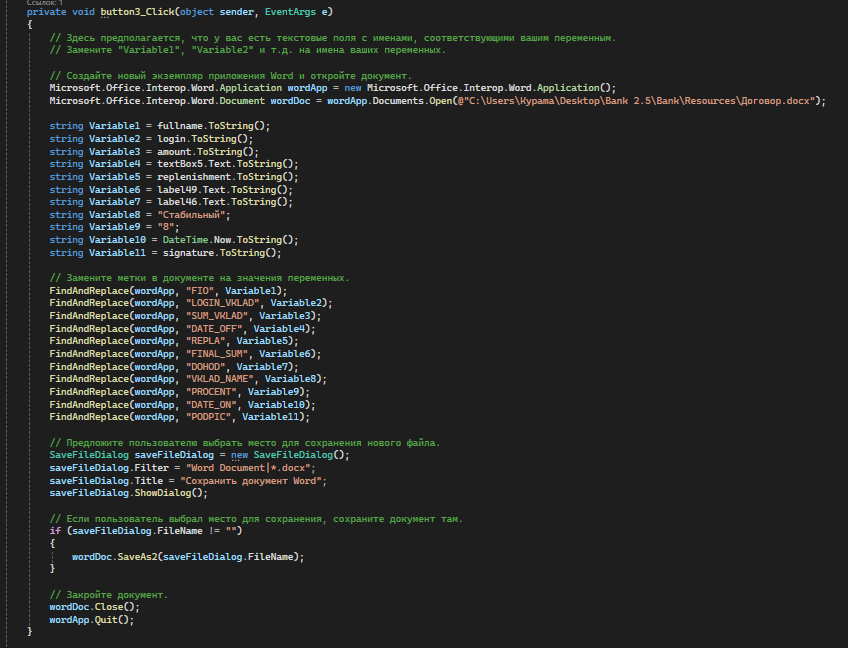 Ссылок: 1
private void button3_Click(object sender, EventArgs e)
{
// Здесь предполагается, что у вас есть текстовые поля с именами, соответствующими вашим переменным.
// Замените "Variable1", "Variable2" и т.д. на имена ваших переменных.
// Создайте новый экземпляр приложения Word и откройте документ.
Microsoft.Office.Interop.Word.Application wordApp = new Microsoft.Office.Interop.Word.Application();
Microsoft.Office.Interop.Word.Document wordDoc = wordApp.Documents.Open(@"C:\Users\Курама\Desktop\Bank 2.5\Bank\Resources\Договор.docx");
string Variable1 = fullname.ToString();
string Variable2 = login.ToString();
string Variable3 = amount.ToString();
string Variable4 = textBox5.Text.ToString();
string Variable5 = replenishment.ToString();
string Variable6 = label49.Text.ToString();
string Variable7 = label46.Text.ToString();
string Variable8 = "Стабильный";
string Variable9 = "8";
string Variable10 = DateTime.Now.ToString();
string Variable11 = signature.ToString();
// Замените метки в документе на значения переменных.
FindAndReplace(wordApp, "FIO", Variable1);
FindAndReplace(wordApp, "LOGIN_VKLAD", Variable2);
FindAndReplace(wordApp, "SUM_VKLAD", Variable3);
FindAndReplace(wordApp, "DATE_OFF", Variable4);
FindAndReplace(wordApp, "REPLA", Variable5);
FindAndReplace(wordApp, "FINAL_SUM", Variable6);
FindAndReplace(wordApp, "DOHOD", Variable7);
FindAndReplace(wordApp, "VKLAD_NAME", Variable8);
FindAndReplace(wordApp, "PROCENT", Variable9);
FindAndReplace(wordApp, "DATE_ON", Variable10);
FindAndReplace(wordApp, "PODPIC", Variable11);
// Предложите пользователю выбрать место для сохранения нового файла.
SaveFileDialog saveFileDialog = new SaveFileDialog();
saveFileDialog.Filter = "Word Document|*.docx";
saveFileDialog.Title = "Сохранить документ Word";
saveFileDialog.ShowDialog();
// Если пользователь выбрал место для сохранения, сохраните документ там.
if (saveFileDialog.FileName != "")
{
wordDoc.SaveAs2(saveFileDialog.FileName);
}
// Закройте документ.
wordDoc.Close();
wordApp.Quit();
}